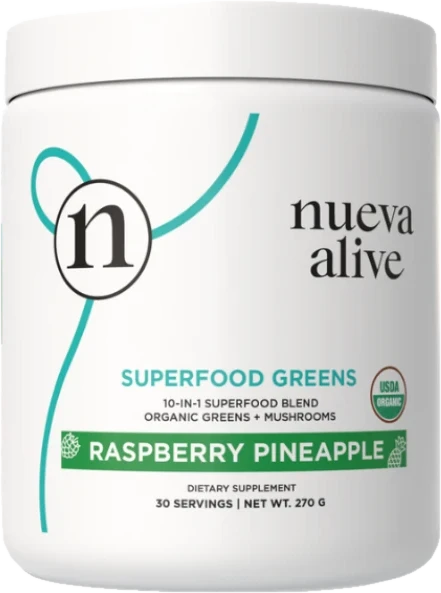 n
nueva
alive
SUPERFOOD GREENS
10-IN-1 SUPERFOOD BLEND
ORGANIC GREENS + MUSHROOMS
USDA
ORGANIC
RASPBERRY PINEAPPLE
DIETARY SUPPLEMENT
30 SERVINGS | NET WT. 270 G